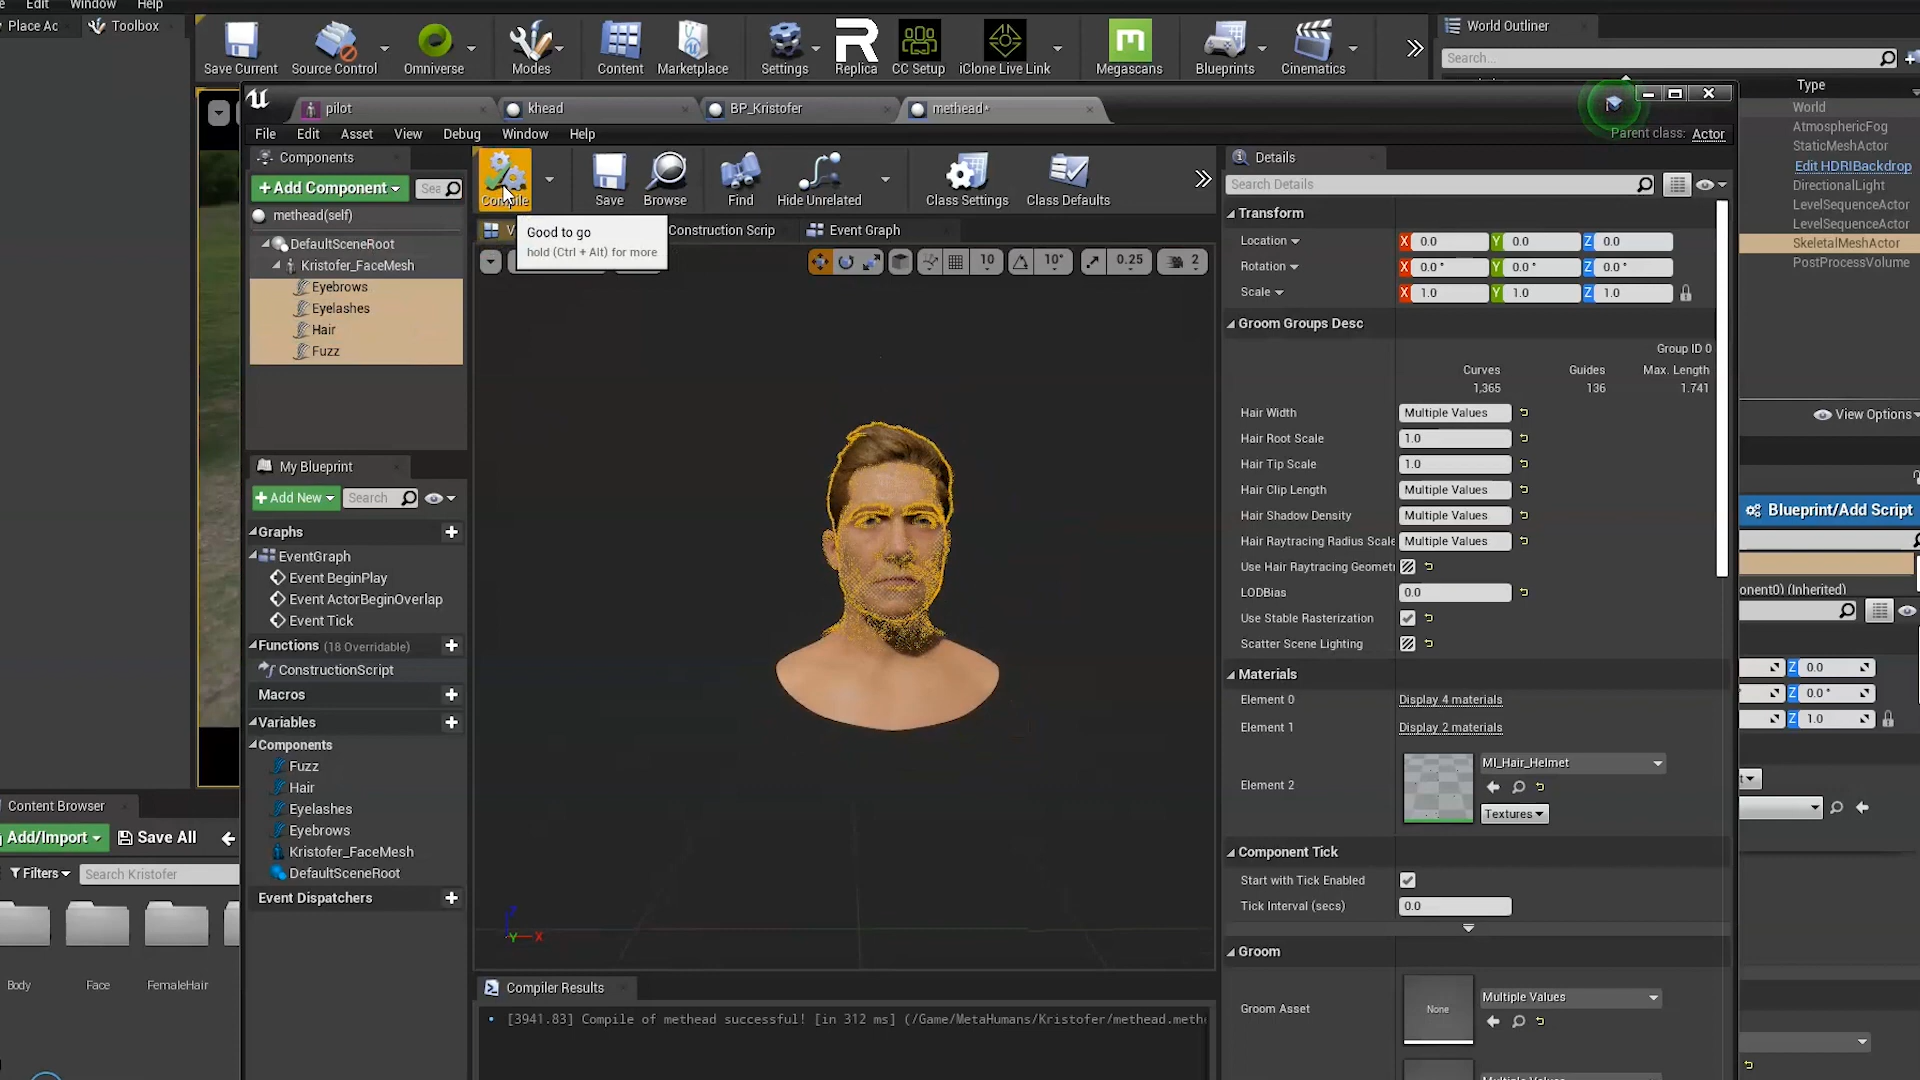 Edit Window Help
Place Ac Toolbox
Save Current Source Control Omniverse Modes Content Marketplace Settings Replica CC Setup iClone Live Link Megascans Blueprints Cinematics
World Outliner
Search...
Type
World
AtmosphericFog
StaticMeshActor
Edit HDRIBackdrop
DirectionalLight
LevelSequenceActor
LevelSequenceActor
SkeletalMeshActor
PostProcessVolume
View Options
Blueprint/Add Script
onent0) (Inherited)
Z 0.0
Z 0.0 °
Z 1.0
pilot khead BP_Kristofer methead*
File Edit Asset View Debug Window Help
Parent class: Actor
Components
+Add Component Sea
methead(self)
DefaultSceneRoot
Kristofer_FaceMesh
Eyebrows
Eyelashes
Hair
Fuzz
Compile Save Browse Find Hide Unrelated Class Settings Class Defaults
V Construction Scrip Event Graph
Good to go
hold (Ctrl + Alt) for more
10 10° 0.25 2
My Blueprint
+Add New Search
Graphs
EventGraph
Event BeginPlay
Event ActorBeginOverlap
Event Tick
Functions (18 Overridable)
ConstructionScript
Macros
Variables
Components
Fuzz
Hair
Eyelashes
Eyebrows
Kristofer_FaceMesh
DefaultSceneRoot
Event Dispatchers
Z
Y X
Compiler Results
[3941.83] Compile of methead successful! [in 312 ms] (/Game/MetaHumans/Kristofer/methead.methe
Details
Search Details
Transform
Location X 0.0 Y 0.0 Z 0.0
Rotation X 0.0 ° Y 0.0 ° Z 0.0 °
Scale X 1.0 Y 1.0 Z 1.0
Groom Groups Desc
Group ID 0
Curves Guides Max. Length
1,365 136 1.741
Hair Width Multiple Values
Hair Root Scale 1.0
Hair Tip Scale 1.0
Hair Clip Length Multiple Values
Hair Shadow Density Multiple Values
Hair Raytracing Radius Scale Multiple Values
Use Hair Raytracing Geometr
LODBias 0.0
Use Stable Rasterization
Scatter Scene Lighting
Materials
Element 0 Display 4 materials
Element 1 Display 2 materials
Element 2 MI_Hair_Helmet
Textures
Component Tick
Start with Tick Enabled
Tick Interval (secs) 0.0
Groom
Groom Asset None Multiple Values
Content Browser
Add/Import Save All
Filters Search Kristofer
Body Face FemaleHair